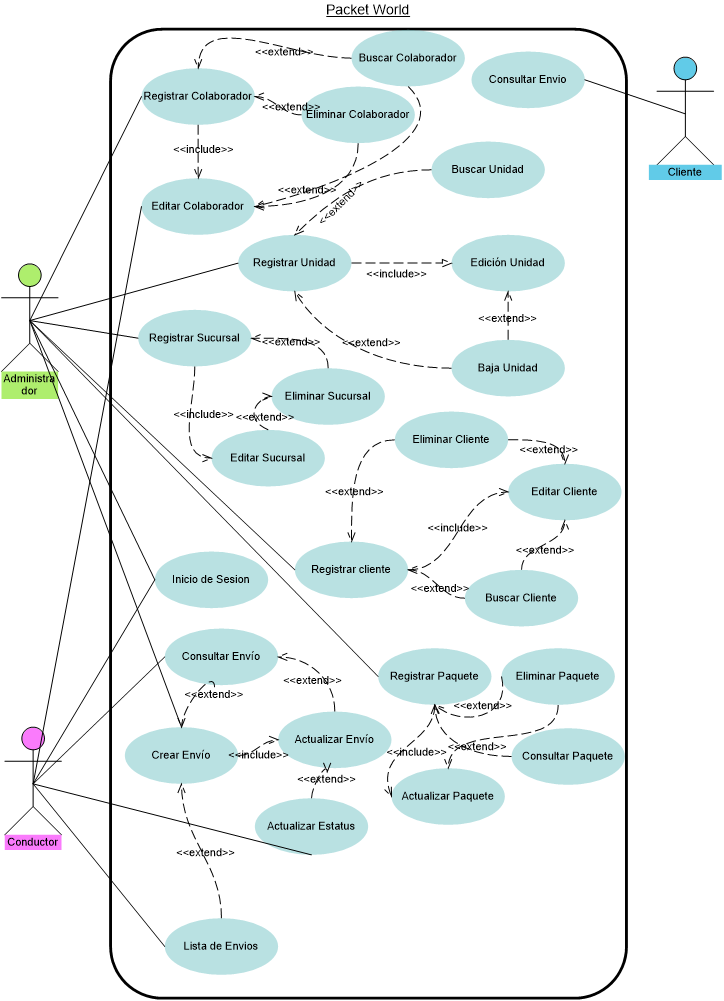 Packet World
<<extend>>
Buscar Colaborador
Consultar Envio
Registrar Colaborador
<<extend>>
Eliminar Colaborador
<<include>>
Buscar Unidad
Cliente
<<extend>>
<<extend>>
Editar Colaborador
Registrar Unidad
<<include>>
Edición Unidad
<<extend>>
Registrar Sucursal
<<extend>>
<<extend>>
Baja Unidad
Administra
dor
Eliminar Sucursal
<<include>>
<<extend>>
Editar Sucursal
Eliminar Cliente
<<extend>>
<<extend>>
Editar Cliente
<<include>>
<<extend>>
Inicio de Sesion
Registrar cliente
<<extend>>
Buscar Cliente
Consultar Envío
<<extend>>
<<extend>>
Registrar Paquete
Eliminar Paquete
<<extend>>
Crear Envío
<<include>>
Actualizar Envío
<<include>>
<<extend>>
Consultar Paquete
<<extend>>
Actualizar Paquete
Actualizar Estatus
Conductor
<<extend>>
Lista de Envios